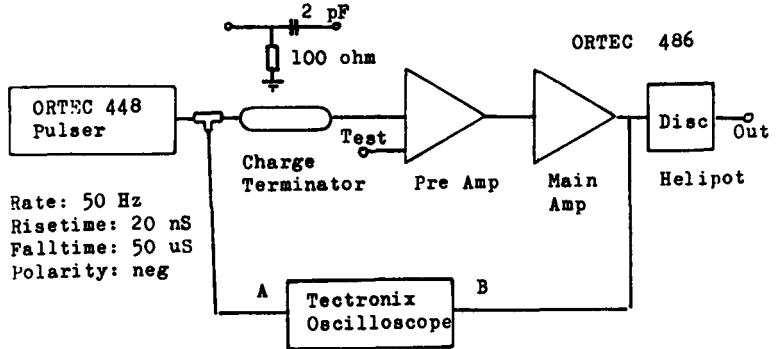 2 pF
100 ohm
ORTEC 486
ORTEC 448
Pulser
Test
Disc
Out
Charge
Terminator
Pre Amp
Main
Amp
Helipot
Rate: 50 Hz
Risetime: 20 nS
Falltime: 50 uS
Polarity: neg
A
B
Tectronix
Oscilloscope